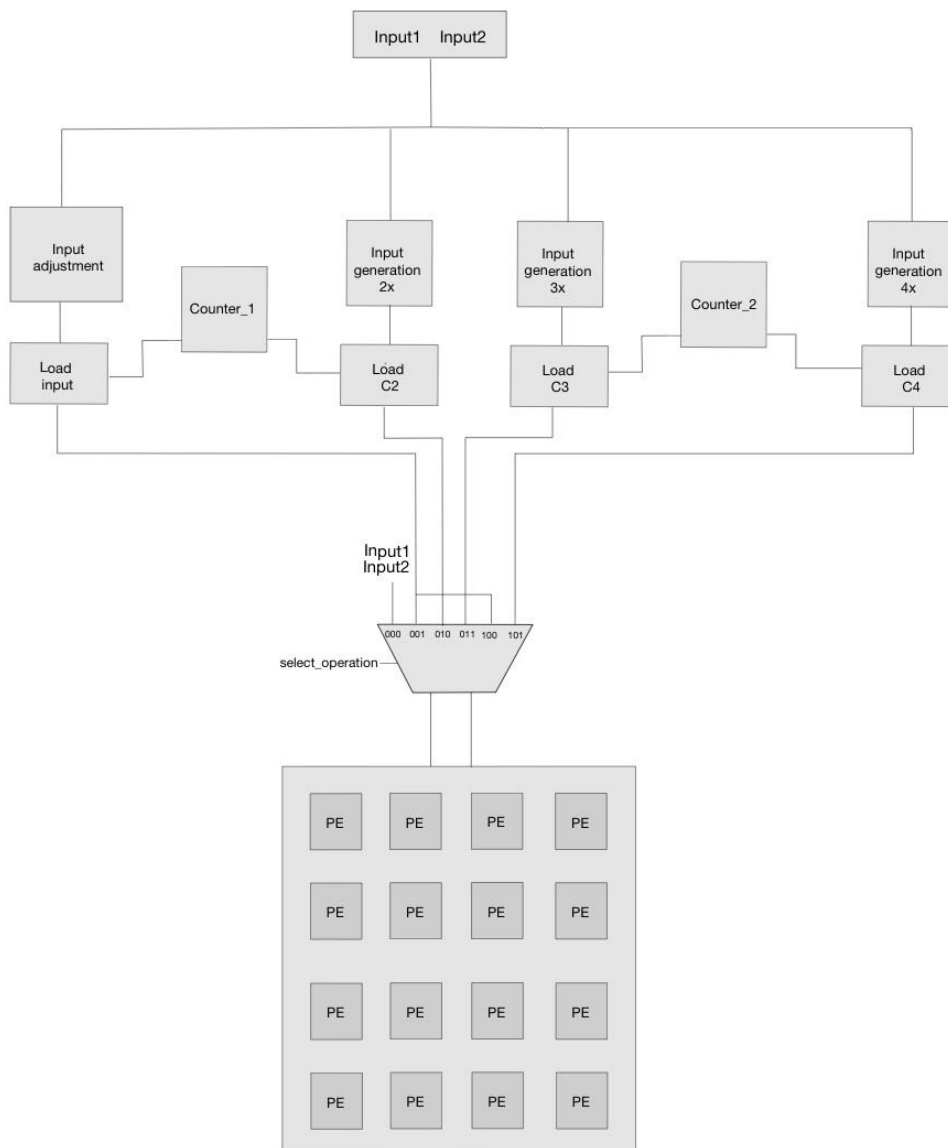 Input1 Input2
Input
adjustment
Input
generation
2x
Input
generation
3x
Input
generation
4x
Counter_1
Counter_2
Load
input
Load
C2
Load
C3
Load
C4
Input1
Input2
000 001 010 011 100 101
select_operation
PE PE PE PE
PE PE PE PE
PE PE PE PE
PE PE PE PE